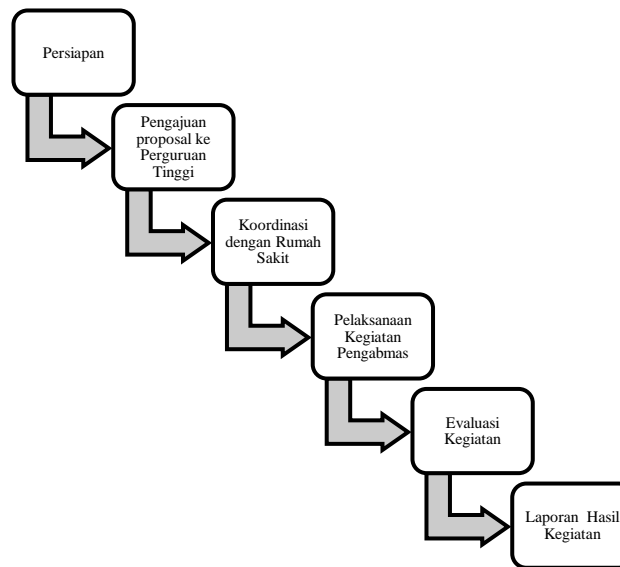 Persiapan
Pengajuan
proposal ke
Perguruan
Tinggi
Koordinasi
dengan Rumah
Sakit
Pelaksanaan
Kegiatan
Pengabmas
Evaluasi
Kegiatan
Laporan Hasil
Kegiatan